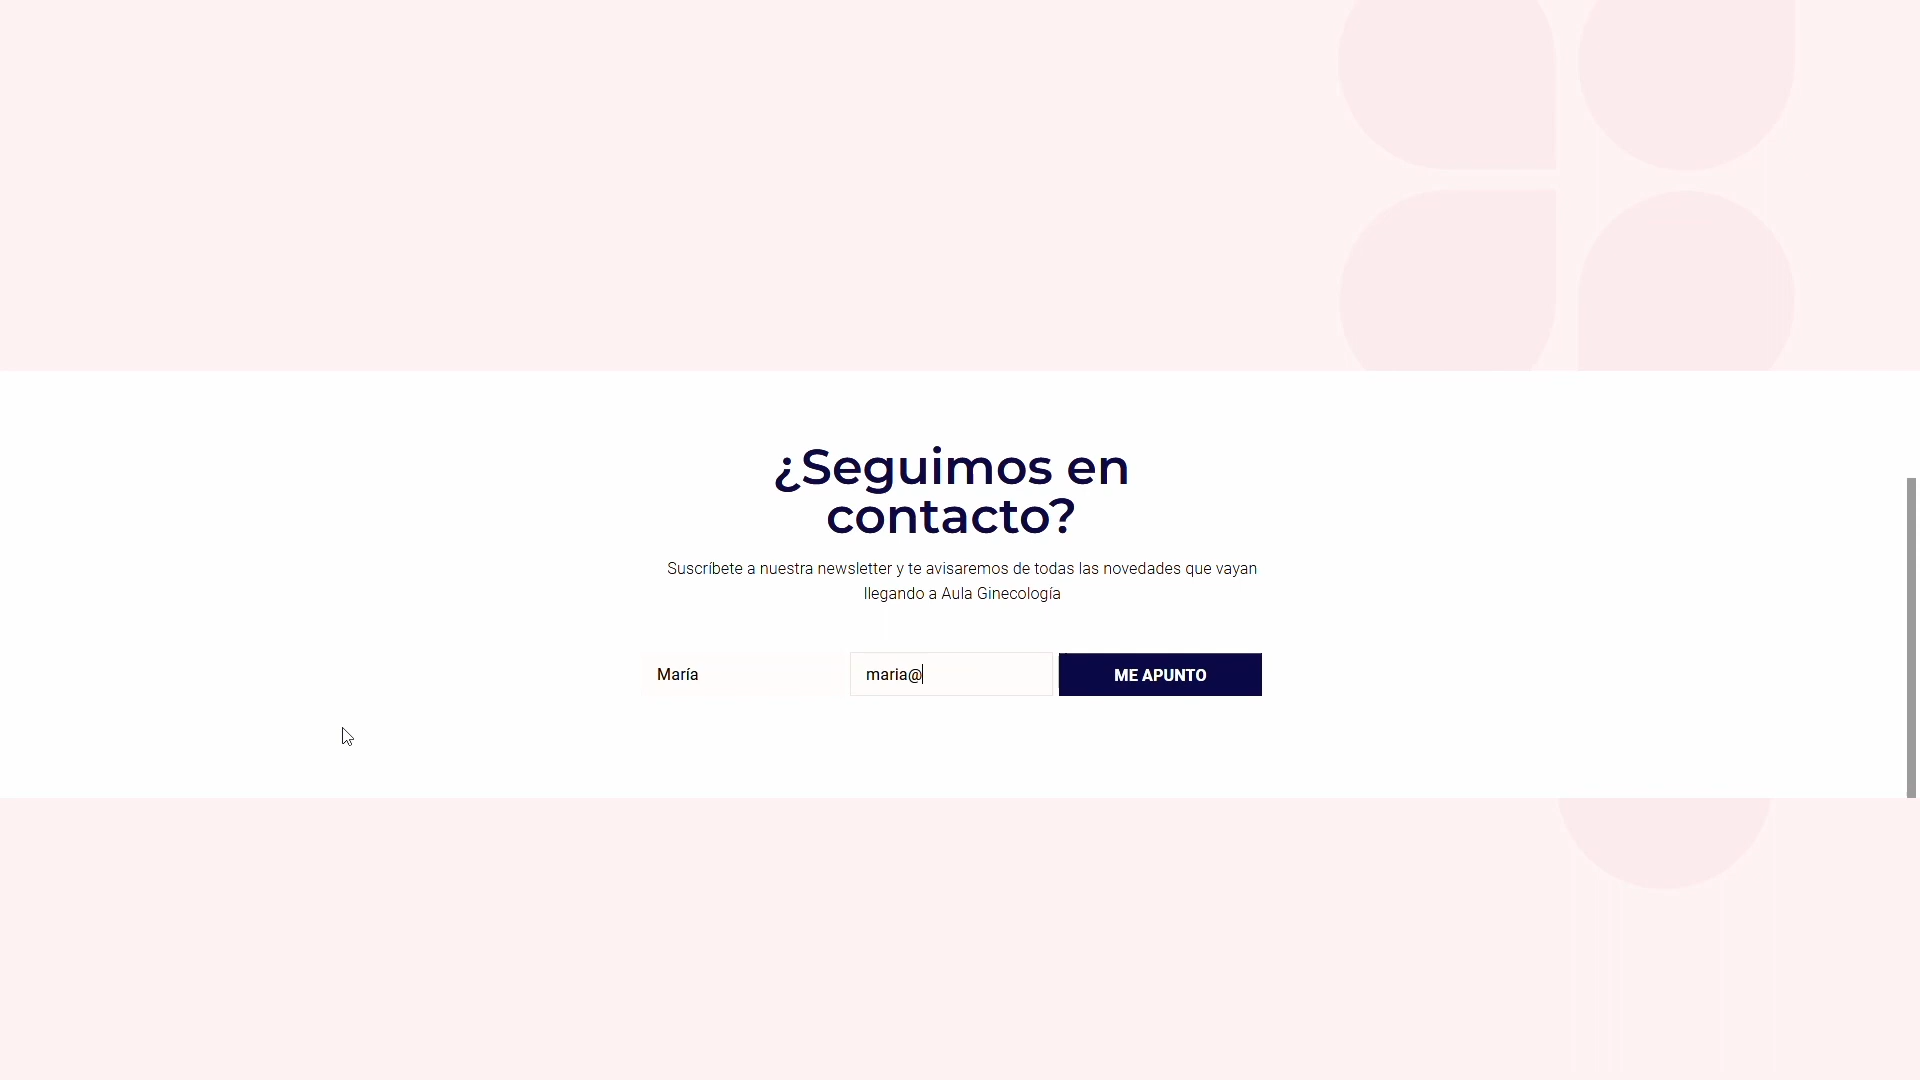 ¿Seguimos en
contacto?
Suscríbete a nuestra newsletter y te avisaremos de todas las novedades que vayan
llegando a Aula Ginecología
María
maria@
ME APUNTO